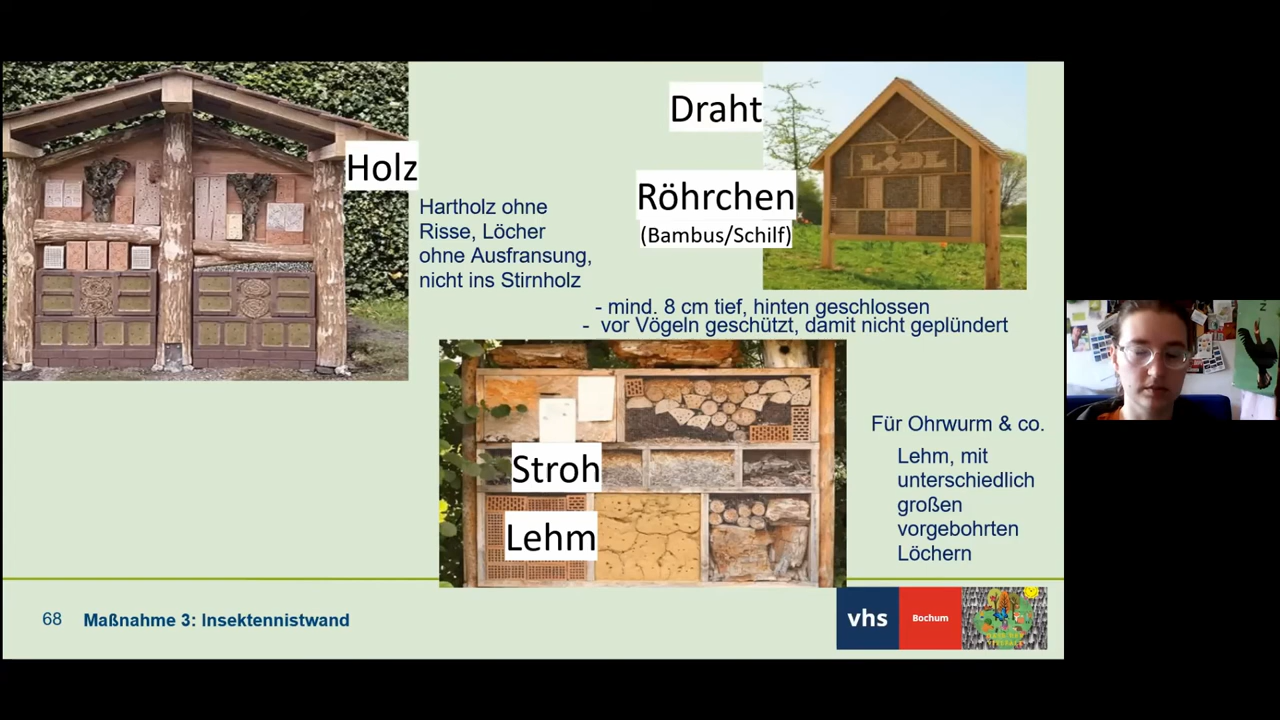 Holz
Hartholz ohne
Risse, Löcher
ohne Ausfransung,
nicht ins Stirnholz
Draht
LIDL
Röhrchen
(Bambus/Schilf)
- mind. 8 cm tief, hinten geschlossen
- vor Vögeln geschützt, damit nicht geplündert
Stroh
Lehm
Für Ohrwurm & co.
Lehm, mit
unterschiedlich
großen
vorgebohrten
Löchern
68 Maßnahme 3: Insektennistwand
vhs
Bochum